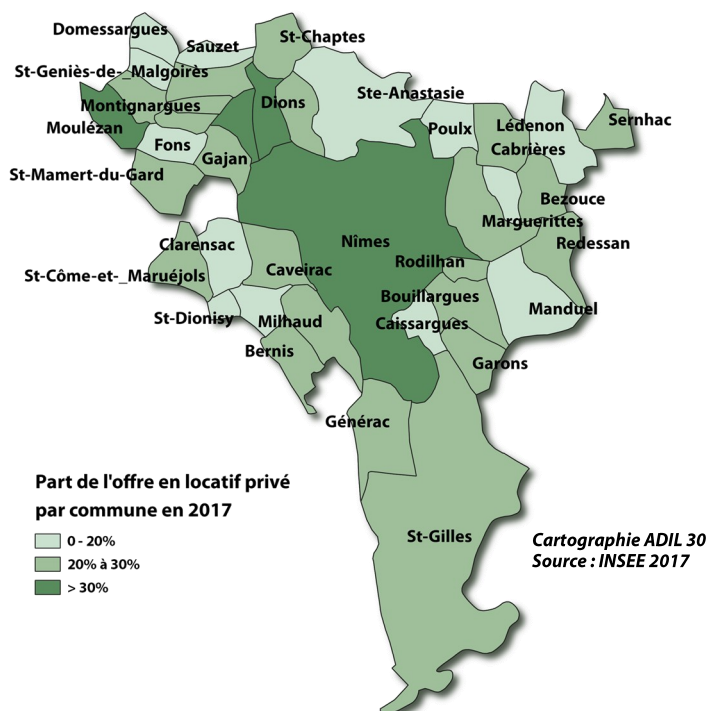 Domessargues
Sauzet
St-Chaptes
St-Geniès-de-_Malgoirès
Ste-Anastasie
Montignargues
Dions
Moulézan
Poulx
Lédenon
Sernhac
Fons
Cabrières
Gajan
St-Mamert-du-Gard
Bezouce
Marguerittes
Clarensac
Nîmes
Redessan
St-Côme-et-_Maruéjols
Caveirac
Rodilhan
Bouillargues
Manduel
St-Dionisy
Milhaud
Caissargues
Bernis
Garons
Générac
Part de l'offre en locatif privé
par commune en 2017
0 - 20%
20% à 30%
> 30%
St-Gilles
Cartographie ADIL 30
Source : INSEE 2017